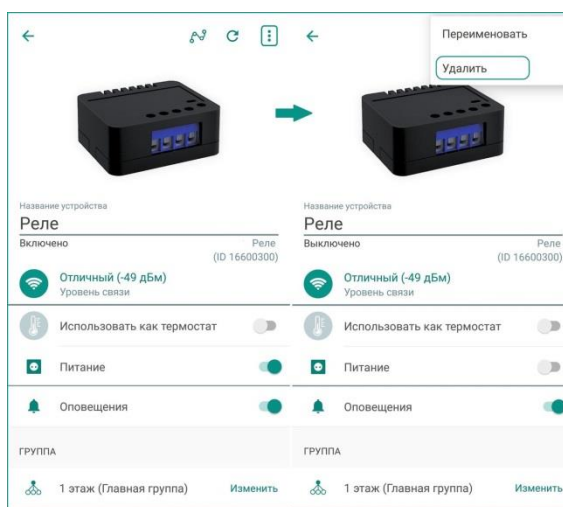 Название устройства
Реле
Включено
Реле
(ID 16600300)
Отличный (-49 дБм)
Уровень связи
Использовать как термостат
Питание
Оповещения
ГРУППА
1 этаж (Главная группа)
Изменить
Переименовать
Удалить
Название устройства
Реле
Выключено
Реле
(ID 16600300)
Отличный (-49 дБм)
Уровень связи
Использовать как термостат
Питание
Оповещения
ГРУППА
1 этаж (Главная группа)
Изменить